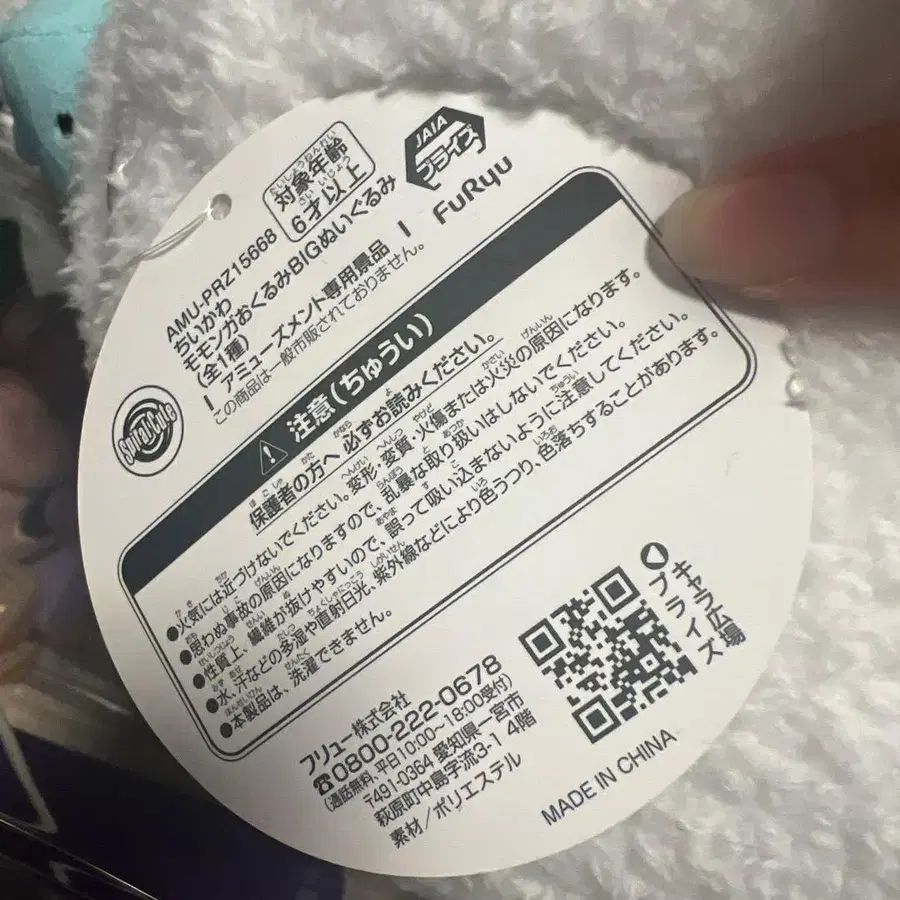 AMU-PRZ15668
ちいかわ
モモンガおくるみBIGぬいぐるみ
(全1種)
アミューズメント専用景品
この商品は一般市販されておりません。
対象年齢
6才以上
JAIA
プライズ
FuRyu
注意(ちゅうい)
保護者の方へ 必ずお読みください。
●火気には近づけないでください。変形・変質・火傷または火災の原因になります。
●思わぬ事故の原因になりますので、乱暴な取り扱いはしないでください。
●性質上、繊維が抜けやすいので、誤って吸い込まないように注意してください。
●水、汗などの多湿や直射日光、紫外線などにより色うつり、色落ちすることがあります。
●本製品は、洗濯できません。
フリュー株式会社
☎0800-222-0678
(通話無料、平日10:00~18:00受付)
〒491-0364 愛知県一宮市
萩原町中島字流3-1 4階
素材/ポリエステル
キャラ広場
プライズ
MADE IN CHINA